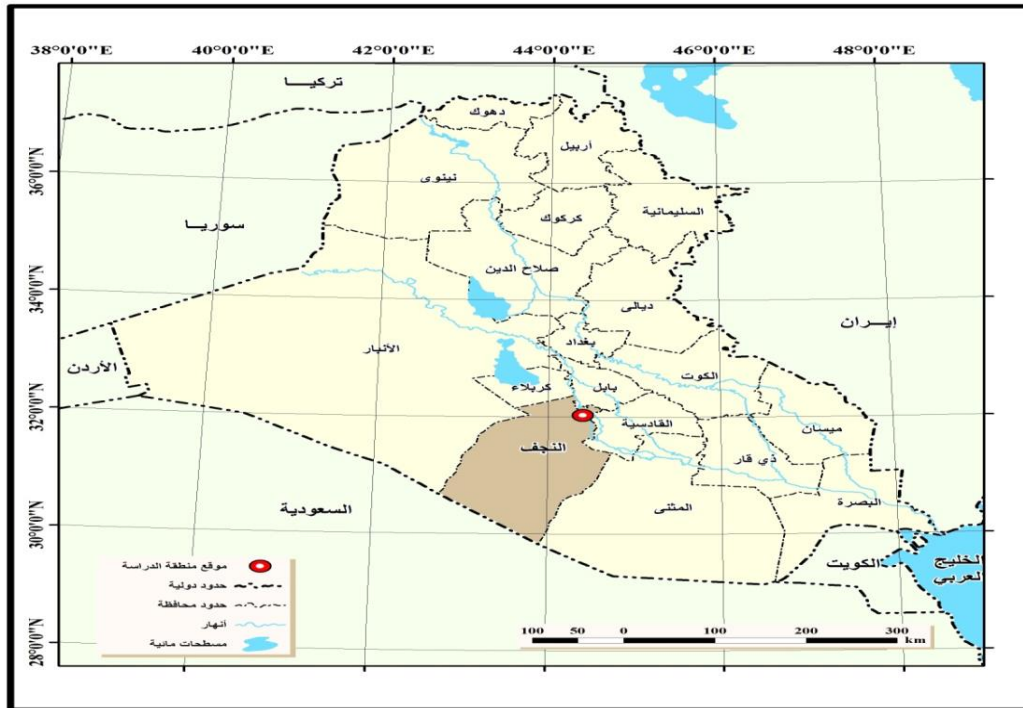 38°0'0"E
40°0'0"E
42°0'0"E
44°0'0"E
46°0'0"E
48°0'0"E
تركيـــا
دهوك
أربيل
36°0'0"N
نينوى
السليمانية
كركوك
سوريـا
صلاح الدين
34°0'0"N
ديالى
إيــران
بغداد
الأنبار
الأردن
الكوت
كربلاء
بابل
32°0'0"N
القادسية
ميسان
النجف
ذي قار
البصرة
السعودية
المثنى
30°0'0"N
الكويت
الخليج
العربي
موقع منطقة الدراسة
حدود دولية
حدود محافظة
أنهار
مسطحات مائية
28°0'0"N
100 50 0 100 200 300
km